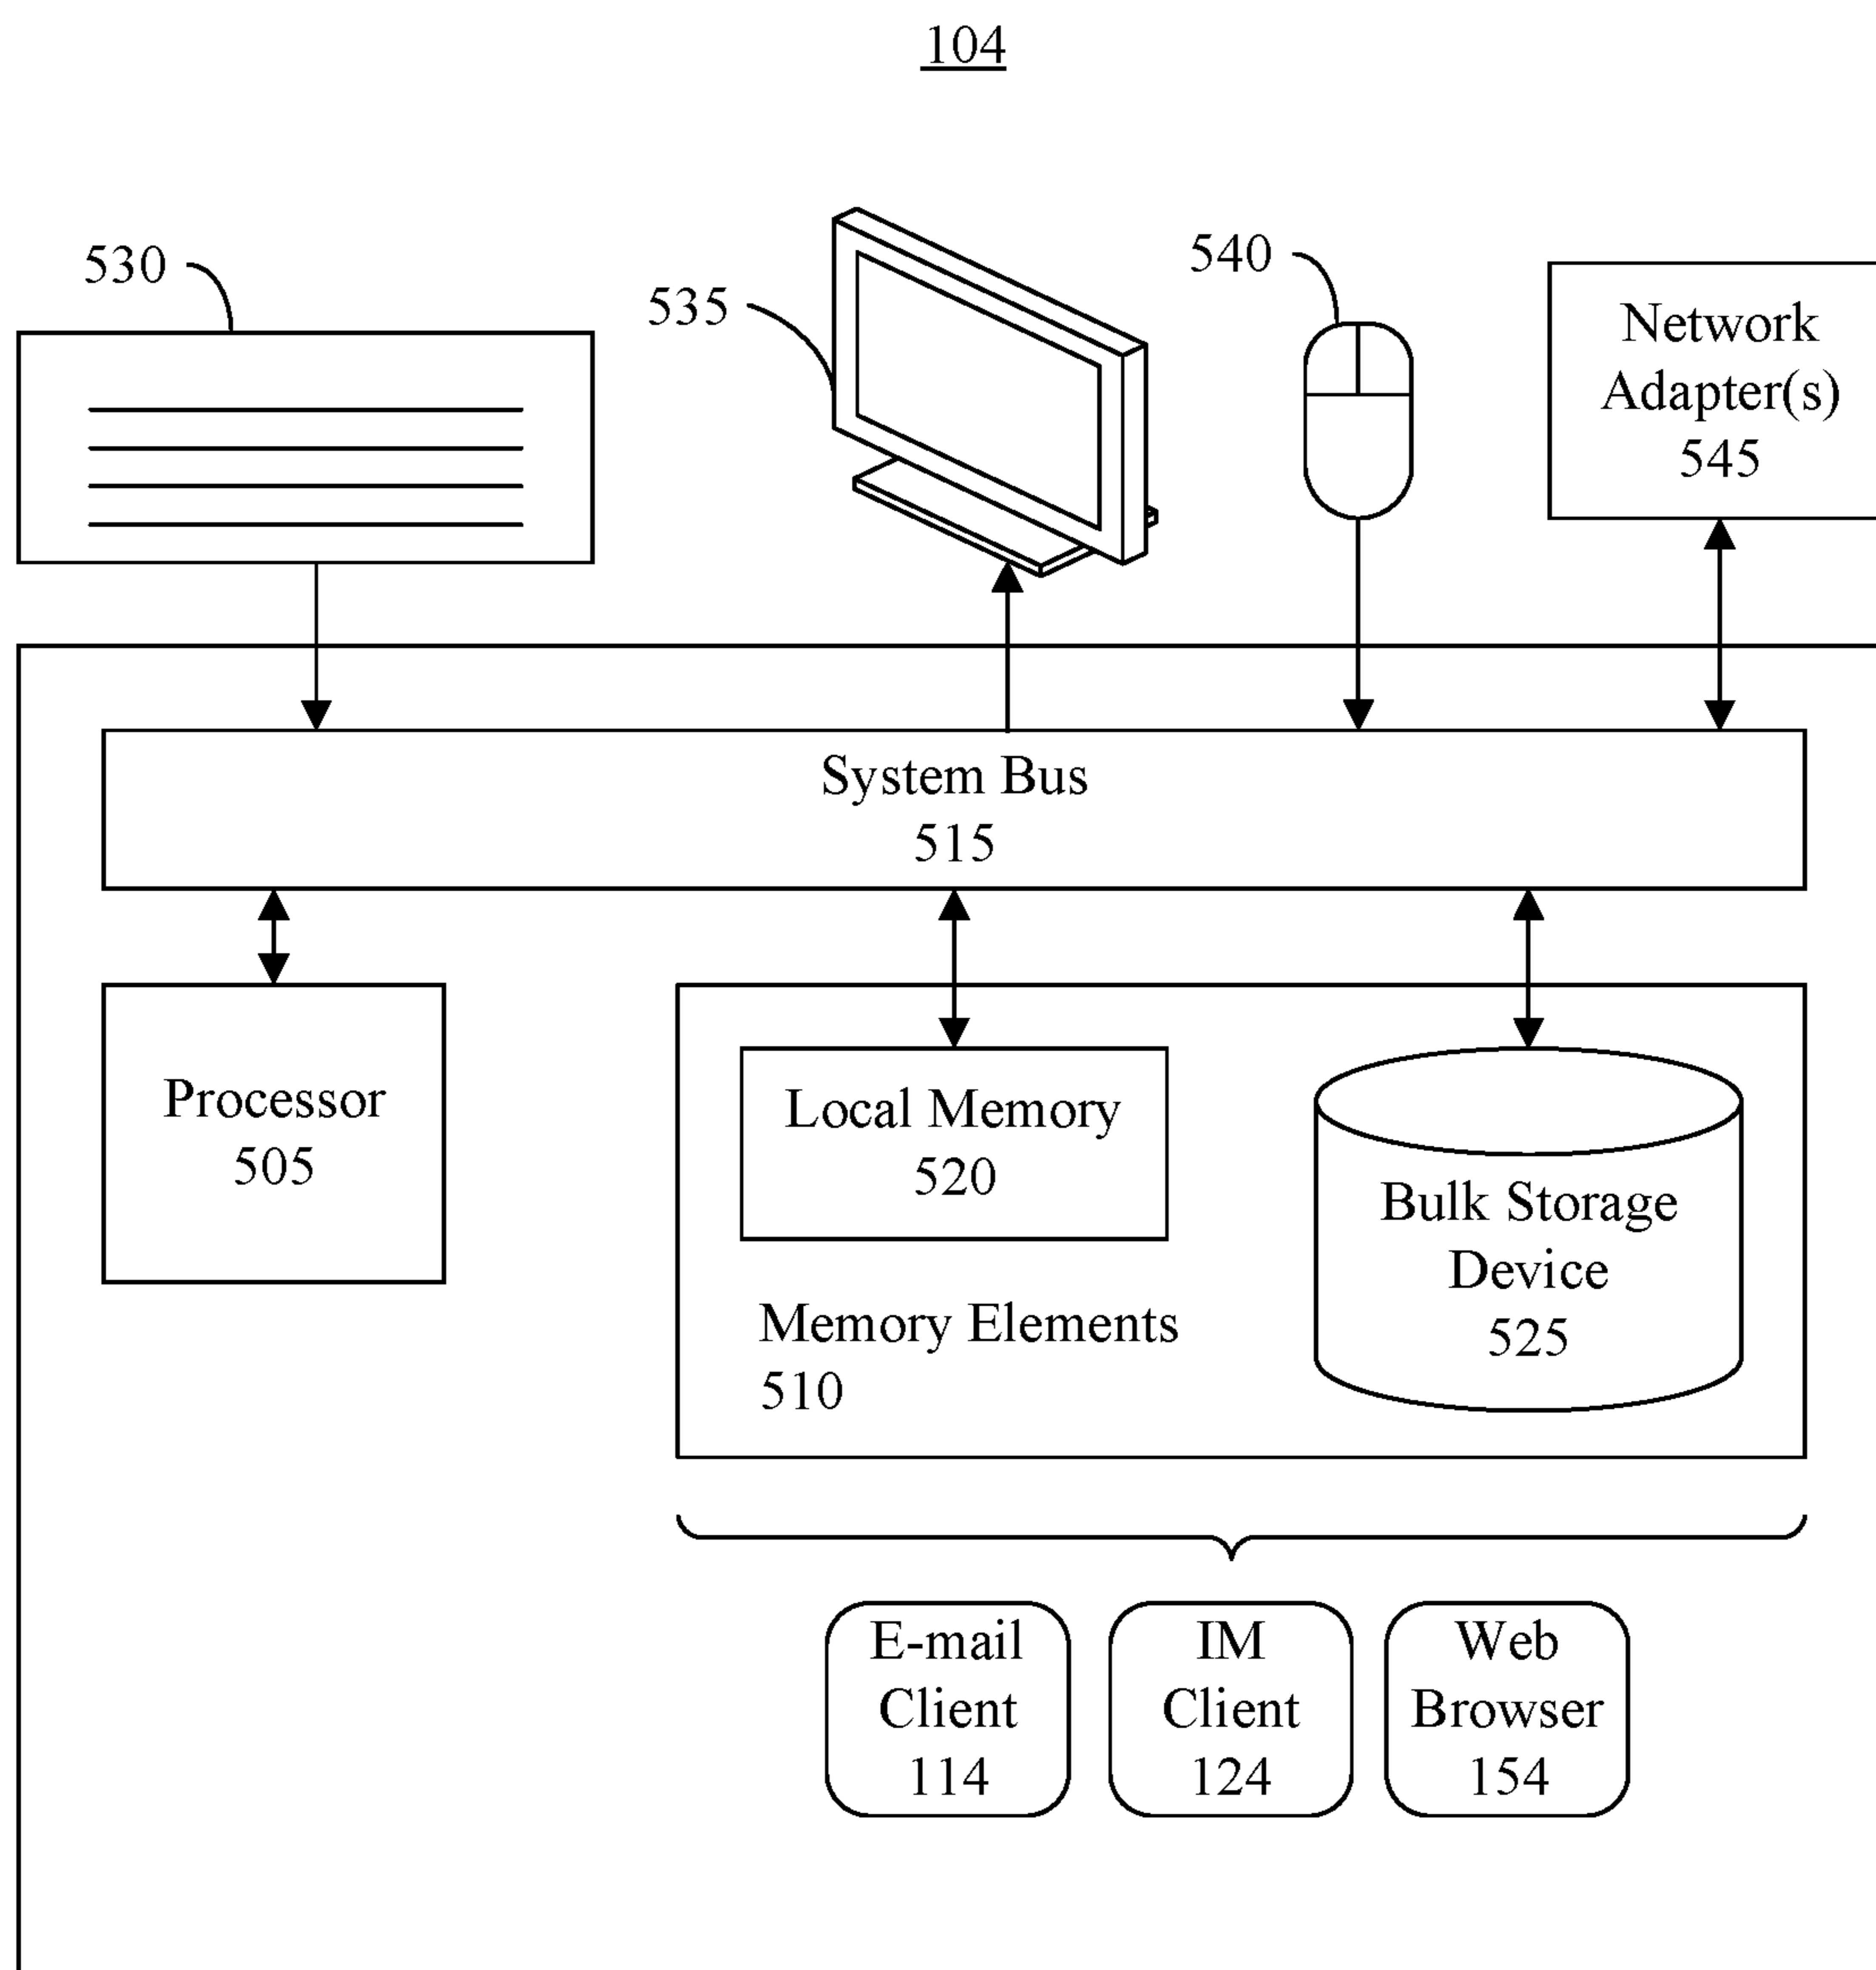 104
530
535
540
Network
Adapter(s)
545
System Bus
515
Processor
505
Local Memory
520
Memory Elements
510
Bulk Storage
Device
525
E-mail
Client
114
IM
Client
124
Web
Browser
154